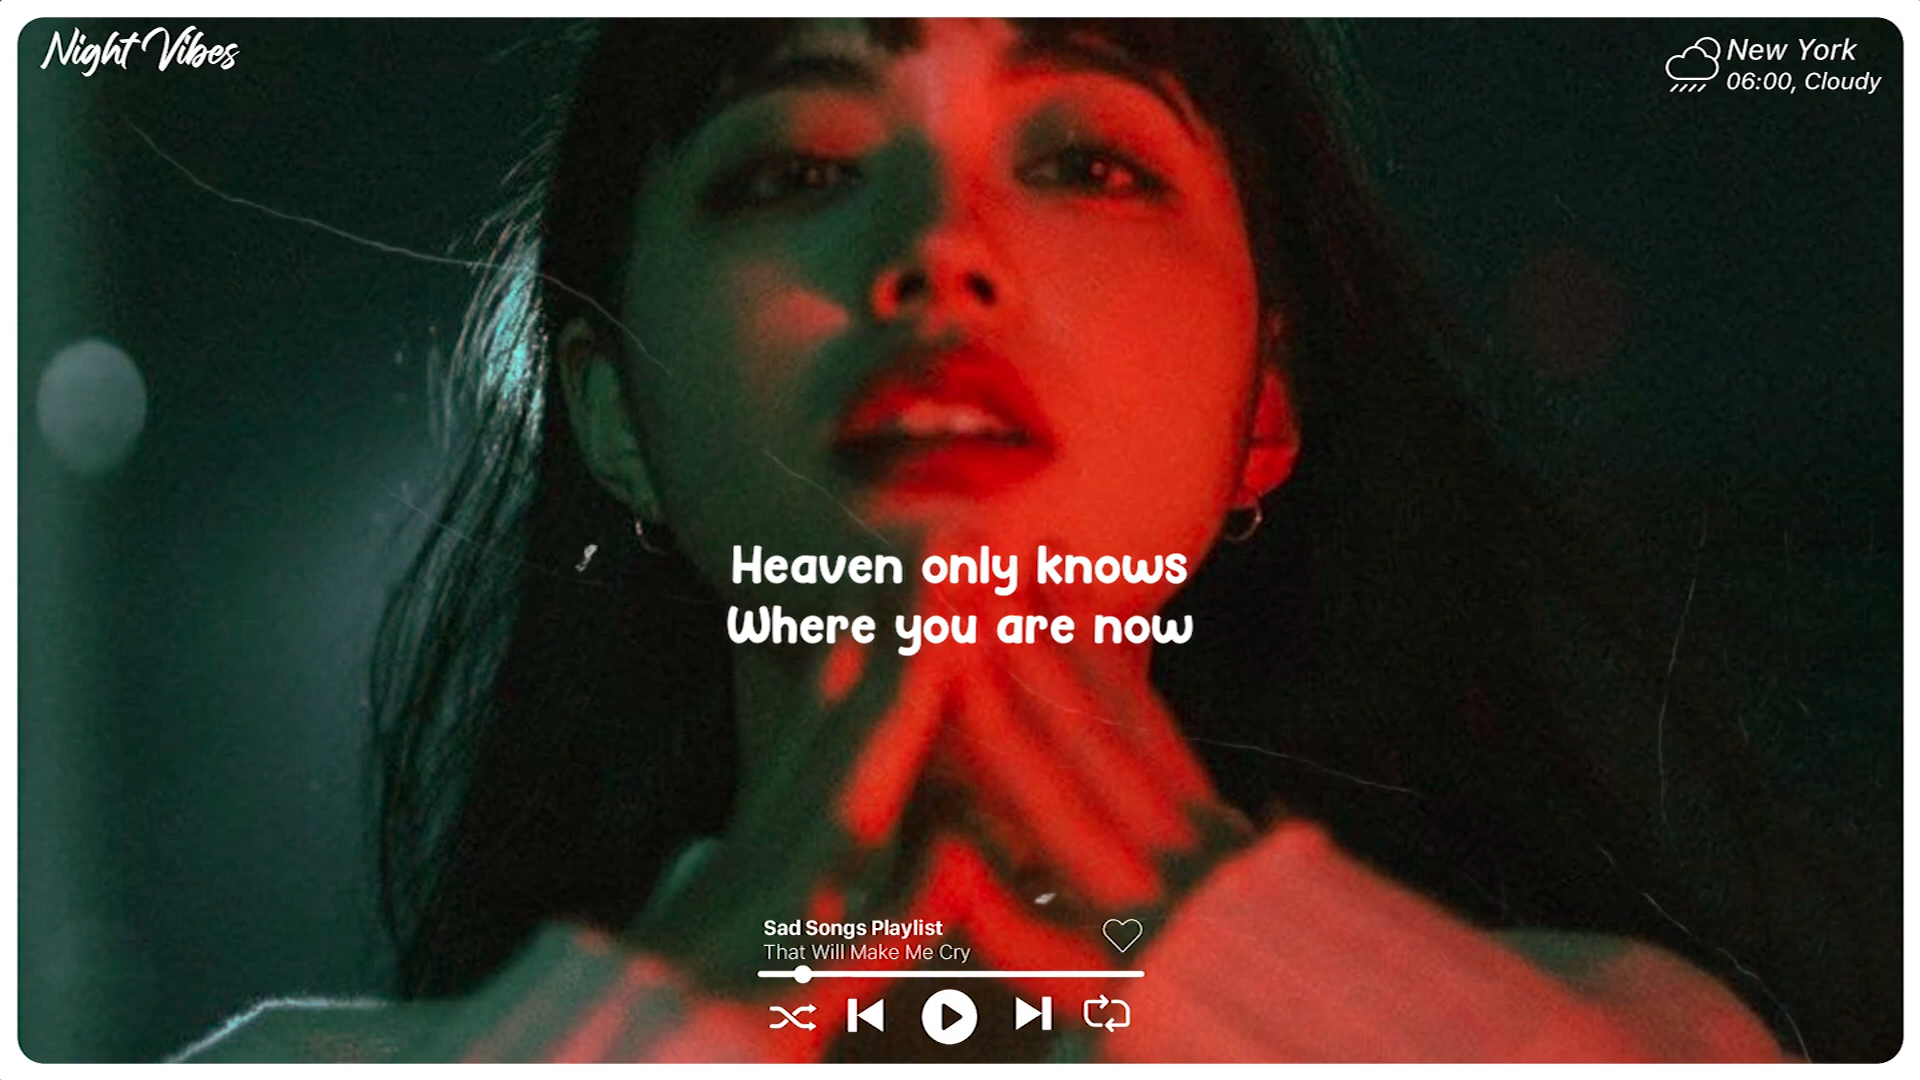 Night Vibes
New York
06:00, Cloudy
Heaven only knows
Where you are now
Sad Songs Playlist
That Will Make Me Cry